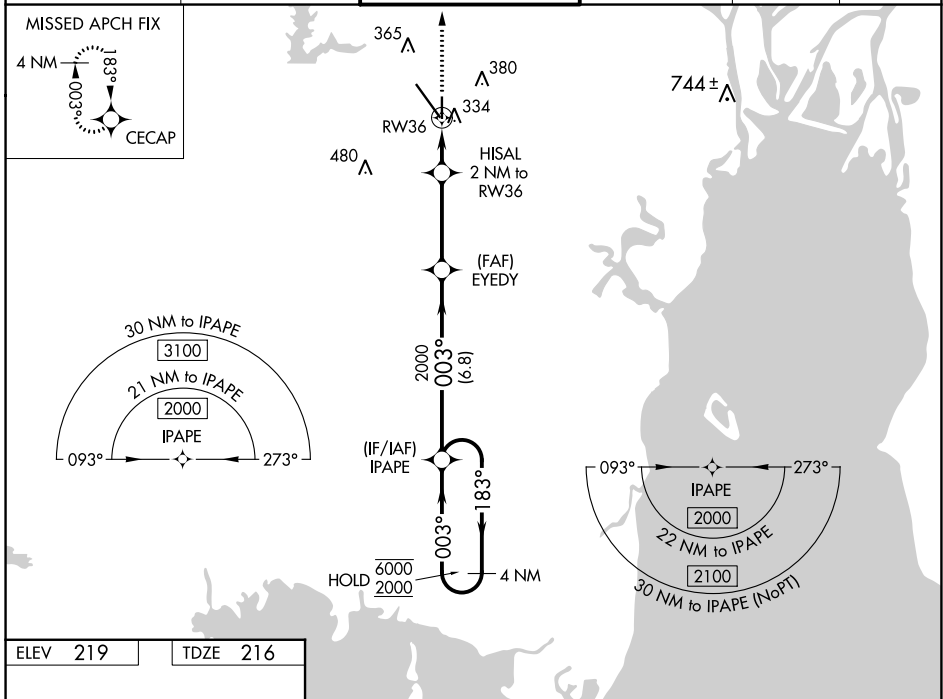 MISSED APCH FIX
4 NM
183°
003°
CECAP
365
380
744 ±
334
RW36
480
HISAL
2 NM to
RW36
(FAF)
EYEDY
30 NM to IPAPE
3100
21 NM to IPAPE
2000
IPAPE
093°
273°
2000
003°
(6.8)
(IF/IAF)
IPAPE
183°
003°
HOLD
6000
2000
4 NM
093°
273°
IPAPE
2000
22 NM to IPAPE
2100
30 NM to IPAPE (NoPT)
ELEV 219
TDZE 216